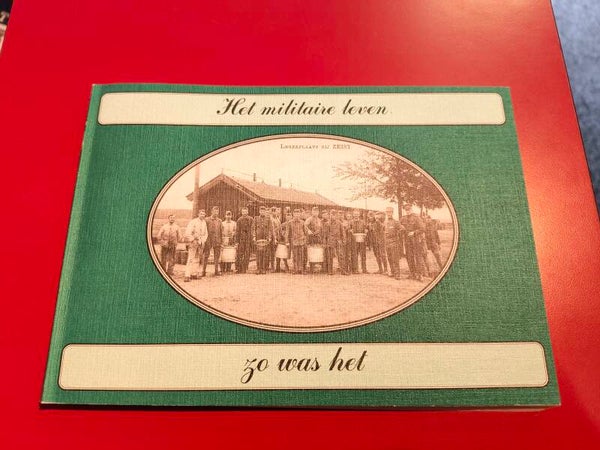 Het militaire leven
LEGERPLAATS BIJ ZEIST
zo was het